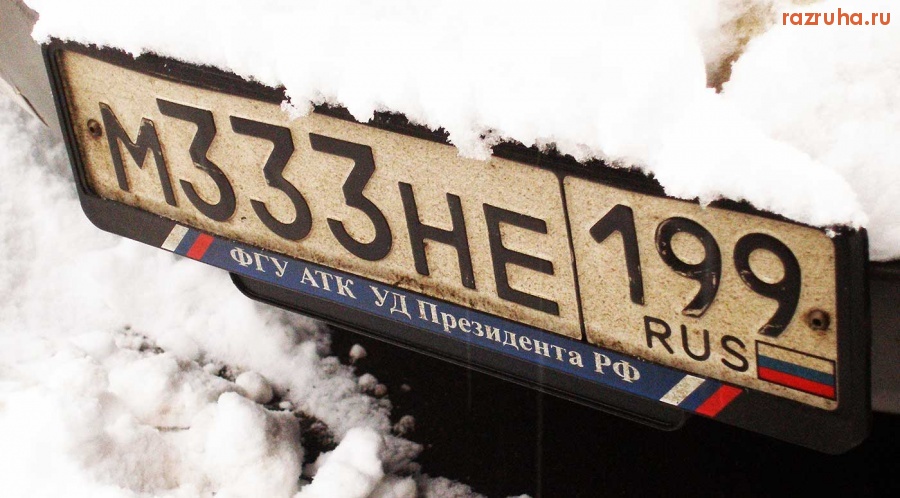 razruha.ru
М333НЕ 199
RUS
ФГУ АТК УД Президента РФ